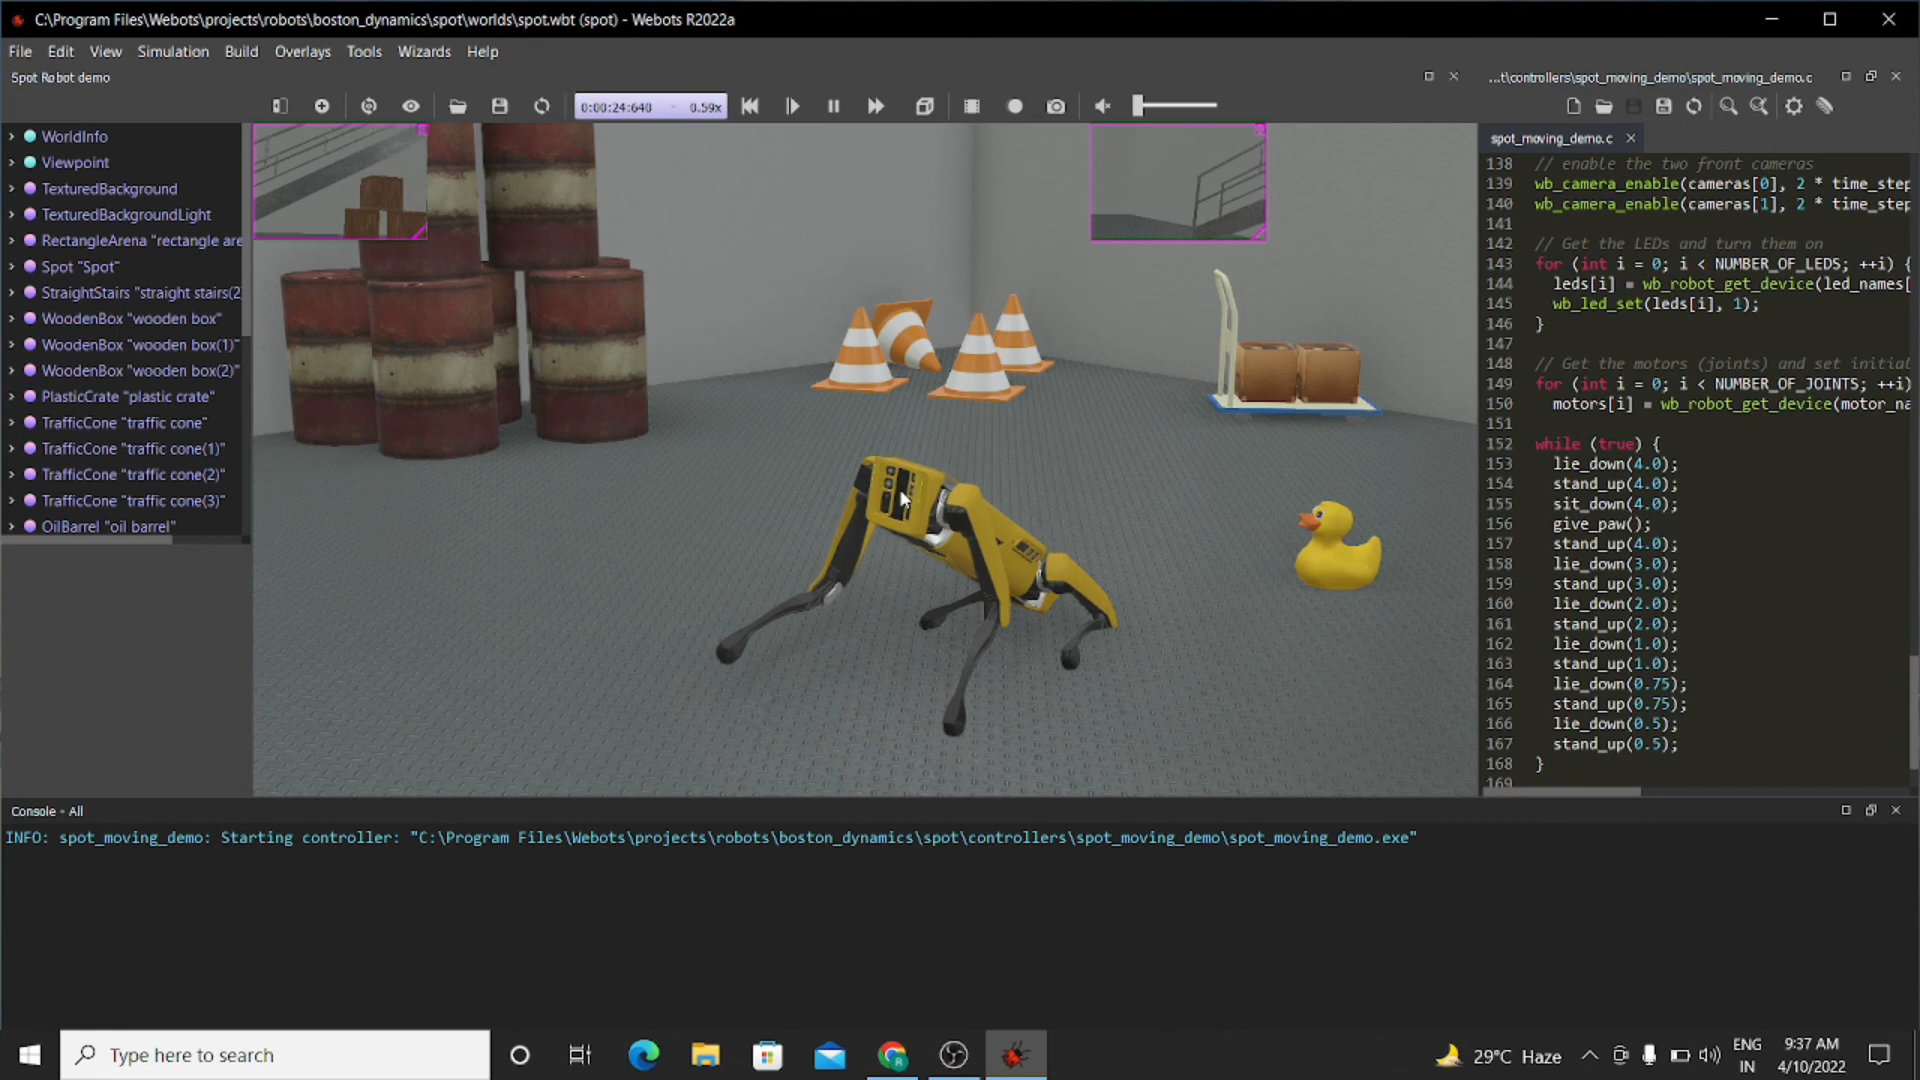 C:\Program Files\Webots\projects\robots\boston_dynamics\spot\worlds\spot.wbt (spot) - Webots R2022a
File Edit View Simulation Build Overlays Tools Wizards Help
Spot Robot demo
...t\controllers\spot_moving_demo\spot_moving_demo.c
0:00:24:640 - 0.59x
WorldInfo
Viewpoint
TexturedBackground
TexturedBackgroundLight
RectangleArena "rectangle are
Spot "Spot"
StraightStairs "straight stairs(2
WoodenBox "wooden box"
WoodenBox "wooden box(1)"
WoodenBox "wooden box(2)"
PlasticCrate "plastic crate"
TrafficCone "traffic cone"
TrafficCone "traffic cone(1)"
TrafficCone "traffic cone(2)"
TrafficCone "traffic cone(3)"
OilBarrel "oil barrel"
spot_moving_demo.c
138 // enable the two front cameras
139 wb_camera_enable(cameras[0], 2 * time_step
140 wb_camera_enable(cameras[1], 2 * time_step
141
142 // Get the LEDs and turn them on
143 for (int i = 0; i < NUMBER_OF_LEDS; ++i) {
144 leds[i] = wb_robot_get_device(led_names[
145 wb_led_set(leds[i], 1);
146 }
147
148 // Get the motors (joints) and set initial
149 for (int i = 0; i < NUMBER_OF_JOINTS; ++i)
150 motors[i] = wb_robot_get_device(motor_na
151
152 while (true) {
153 lie_down(4.0);
154 stand_up(4.0);
155 sit_down(4.0);
156 give_paw();
157 stand_up(4.0);
158 lie_down(3.0);
159 stand_up(3.0);
160 lie_down(2.0);
161 stand_up(2.0);
162 lie_down(1.0);
163 stand_up(1.0);
164 lie_down(0.75);
165 stand_up(0.75);
166 lie_down(0.5);
167 stand_up(0.5);
168 }
169
Console - All
INFO: spot_moving_demo: Starting controller: "C:\Program Files\Webots\projects\robots\boston_dynamics\spot\controllers\spot_moving_demo\spot_moving_demo.exe"
Type here to search
29°C Haze
ENG
IN
9:37 AM
4/10/2022